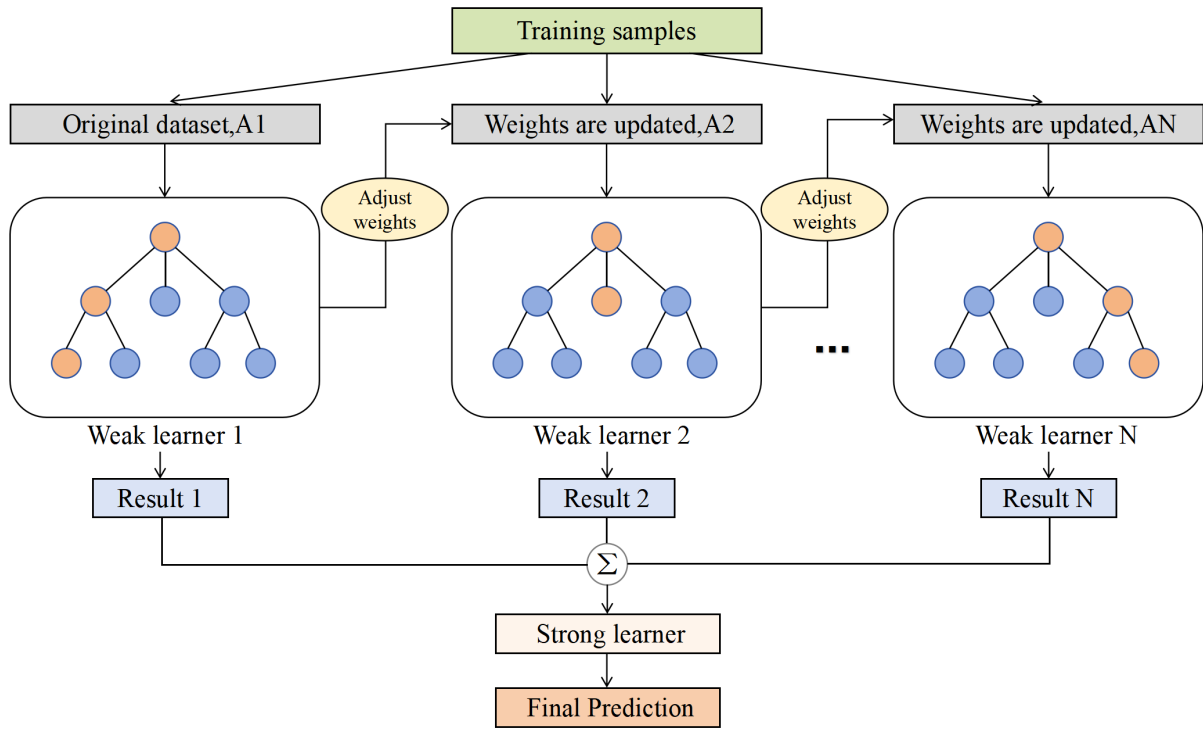 Training samples
Original dataset,A1
Weights are updated,A2
Weights are updated,AN
Adjust
weights
Adjust
weights
...
Weak learner 1
Weak learner 2
Weak learner N
Result 1
Result 2
Result N
Σ
Strong learner
Final Prediction